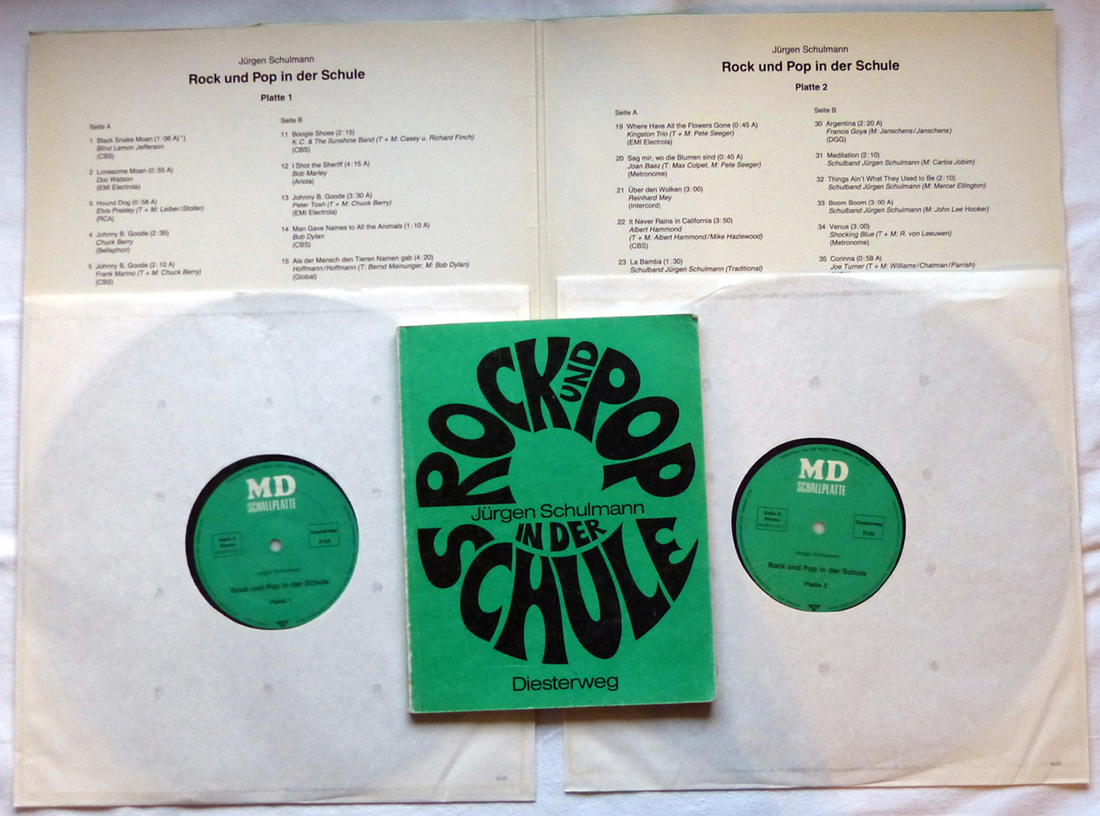 Jürgen Schulmann
Rock und Pop in der Schule
Platte 1
Seite A
1 Black Snake Moan (1:06 A)*)
Blind Lemon Jefferson
(CBS)
2 Lonesome Moan (0:55 A)
Doc Watson
(EMI Electrola)
3 Hound Dog (0:58 A)
Elvis Presley (T + M: Leiber/Stoller)
(RCA)
4 Johnny B. Goode (2:35)
Chuck Berry
(Bellaphon)
5 Johnny B. Goode (2:10 A)
Frank Marino (T + M: Chuck Berry)
(CBS)
Seite B
11 Boogie Shoes (2:15)
K. C. & The Sunshine Band (T + M: Casey u. Richard Finch)
(CBS)
12 I Shot the Sheriff (4:15 A)
Bob Marley
(Ariola)
13 Johnny B. Goode (3:30 A)
Peter Tosh (T + M: Chuck Berry)
(EMI Electrola)
14 Man Gave Names to All the Animals (1:10 A)
Bob Dylan
(CBS)
15 Als der Mensch den Tieren Namen gab (4:20)
Hoffmann/Hoffmann (T: Bernd Meinunger, M: Bob Dylan)
(Global)
Jürgen Schulmann
Rock und Pop in der Schule
Platte 2
Seite A
19 Where Have All the Flowers Gone (0:45 A)
Kingston Trio (T + M: Pete Seeger)
(EMI Electrola)
20 Sag mir, wo die Blumen sind (0:45 A)
Joan Baez (T: Max Colpet, M: Pete Seeger)
(Metronome)
21 Über den Wolken (3:00)
Reinhard Mey
(Intercord)
22 It Never Rains in California (3:50)
Albert Hammond
(T + M: Albert Hammond/Mike Hazlewood)
(CBS)
23 La Bamba (1:30)
Schulband Jürgen Schulmann (Traditional)
Seite B
30 Argentina (2:20 A)
Francis Goya (M: Janschens/Janschens)
(DGG)
31 Meditation (2:10)
Schulband Jürgen Schulmann (M: Carlos Jobim)
32 Things Ain't What They Used to Be (2:10)
Schulband Jürgen Schulmann (M: Mercer Ellington)
33 Boom Boom (3:00 A)
Schulband Jürgen Schulmann (M: John Lee Hooker)
34 Venus (3:00)
Shocking Blue (T + M: R. von Leeuwen)
(Metronome)
35 Corinna (0:58 A)
Joe Turner (T + M: Williams/Chatman/Parrish)
ROCK UND POP
Jürgen Schulmann
IN DER
SCHULE
Diesterweg
MD
SCHALLPLATTE
Stereo
Diesterweg
Jürgen Schulmann
Rock und Pop in der Schule
Platte 1
MD
SCHALLPLATTE
Stereo
Diesterweg
Jürgen Schulmann
Rock und Pop in der Schule
Platte 2